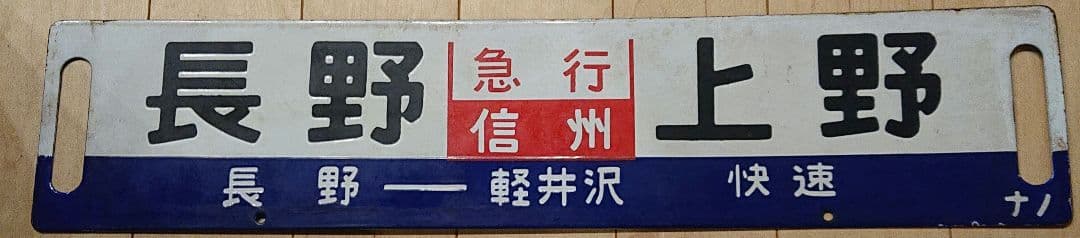 長野 急行 上野
信州
長野――軽井沢 快速
ナノ